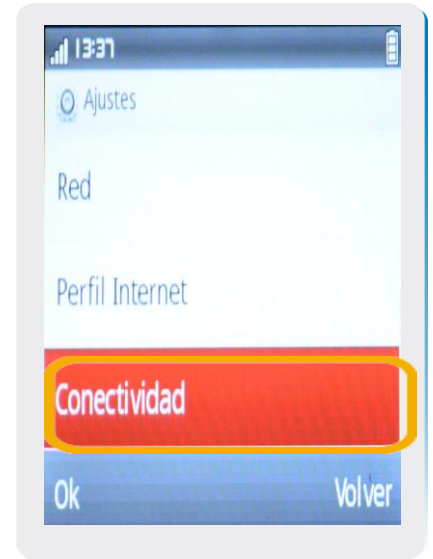 13:37
Ajustes
Red
Perfil Internet
Conectividad
Ok Volver